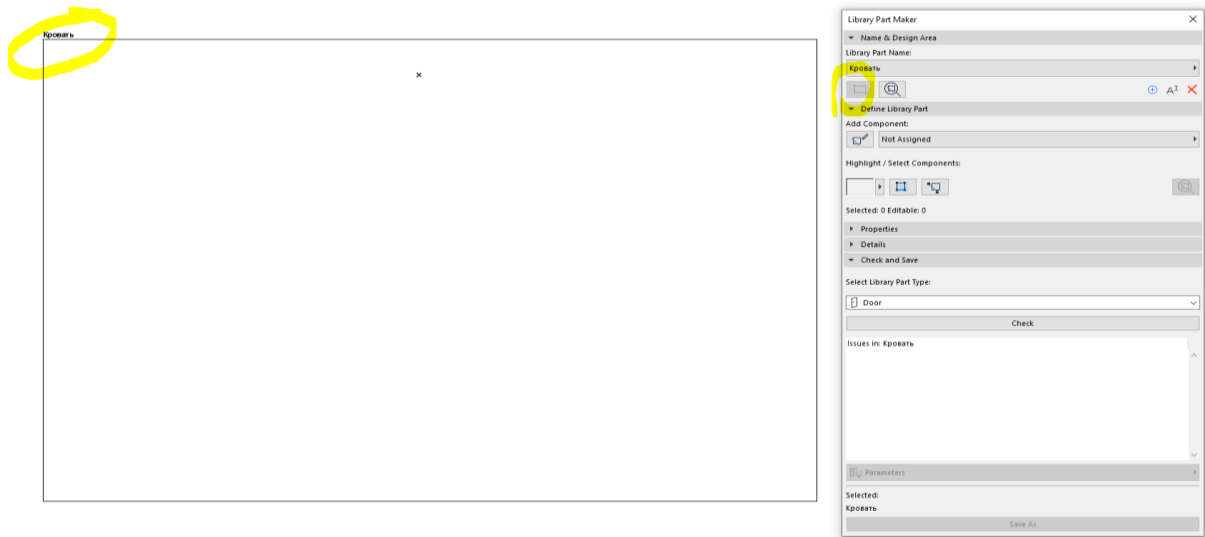 Кровать
Library Part Maker
Name & Design Area
Library Part Name:
Кровать
Define Library Part
Add Component:
Not Assigned
Highlight / Select Components:
Selected: 0 Editable: 0
Properties
Details
Check and Save
Select Library Part Type:
Door
Check
Issues in: Кровать
Parameters
Selected:
Кровать
Save As